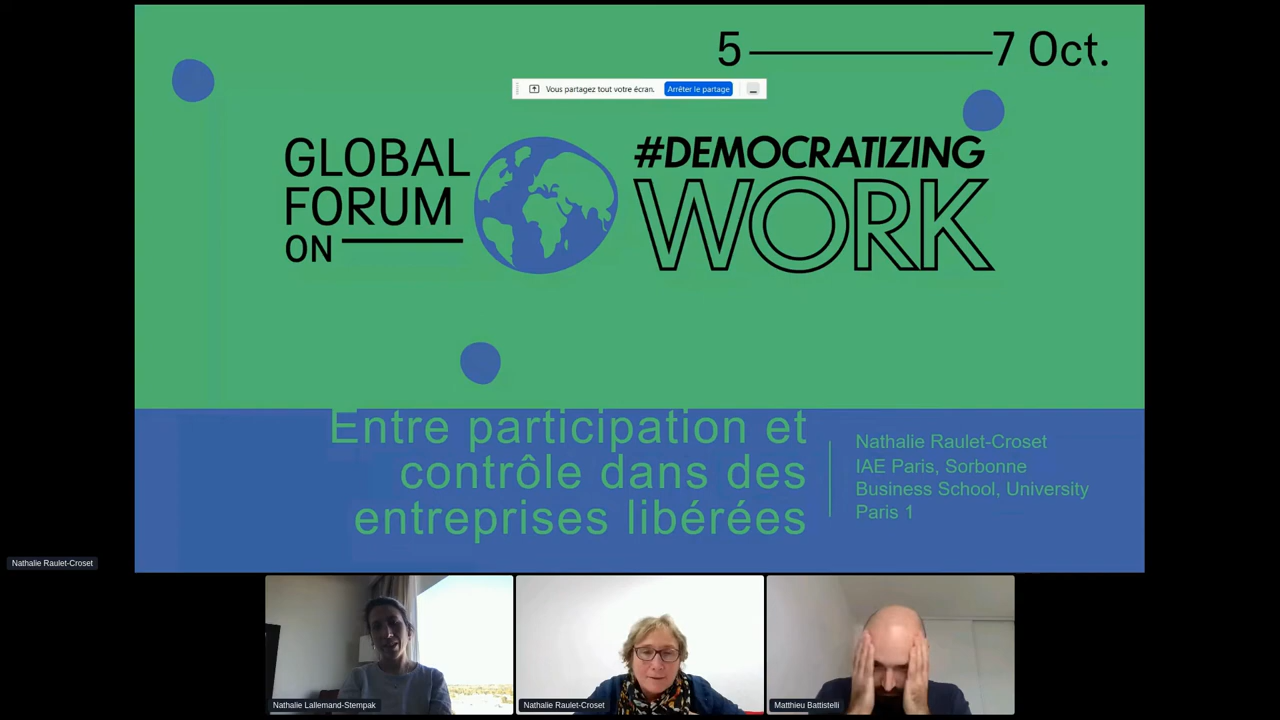 5 7 Oct.
Vous partagez tout votre écran. Arrêter le partage
GLOBAL
FORUM
ON
#DEMOCRATIZING
WORK
Entre participation et
contrôle dans des
entreprises libérées
Nathalie Raulet-Croset
IAE Paris, Sorbonne
Business School, University
Paris 1
Nathalie Raulet-Croset
Nathalie Lallemand-Stempak
Nathalie Raulet-Croset
Matthieu Battistelli